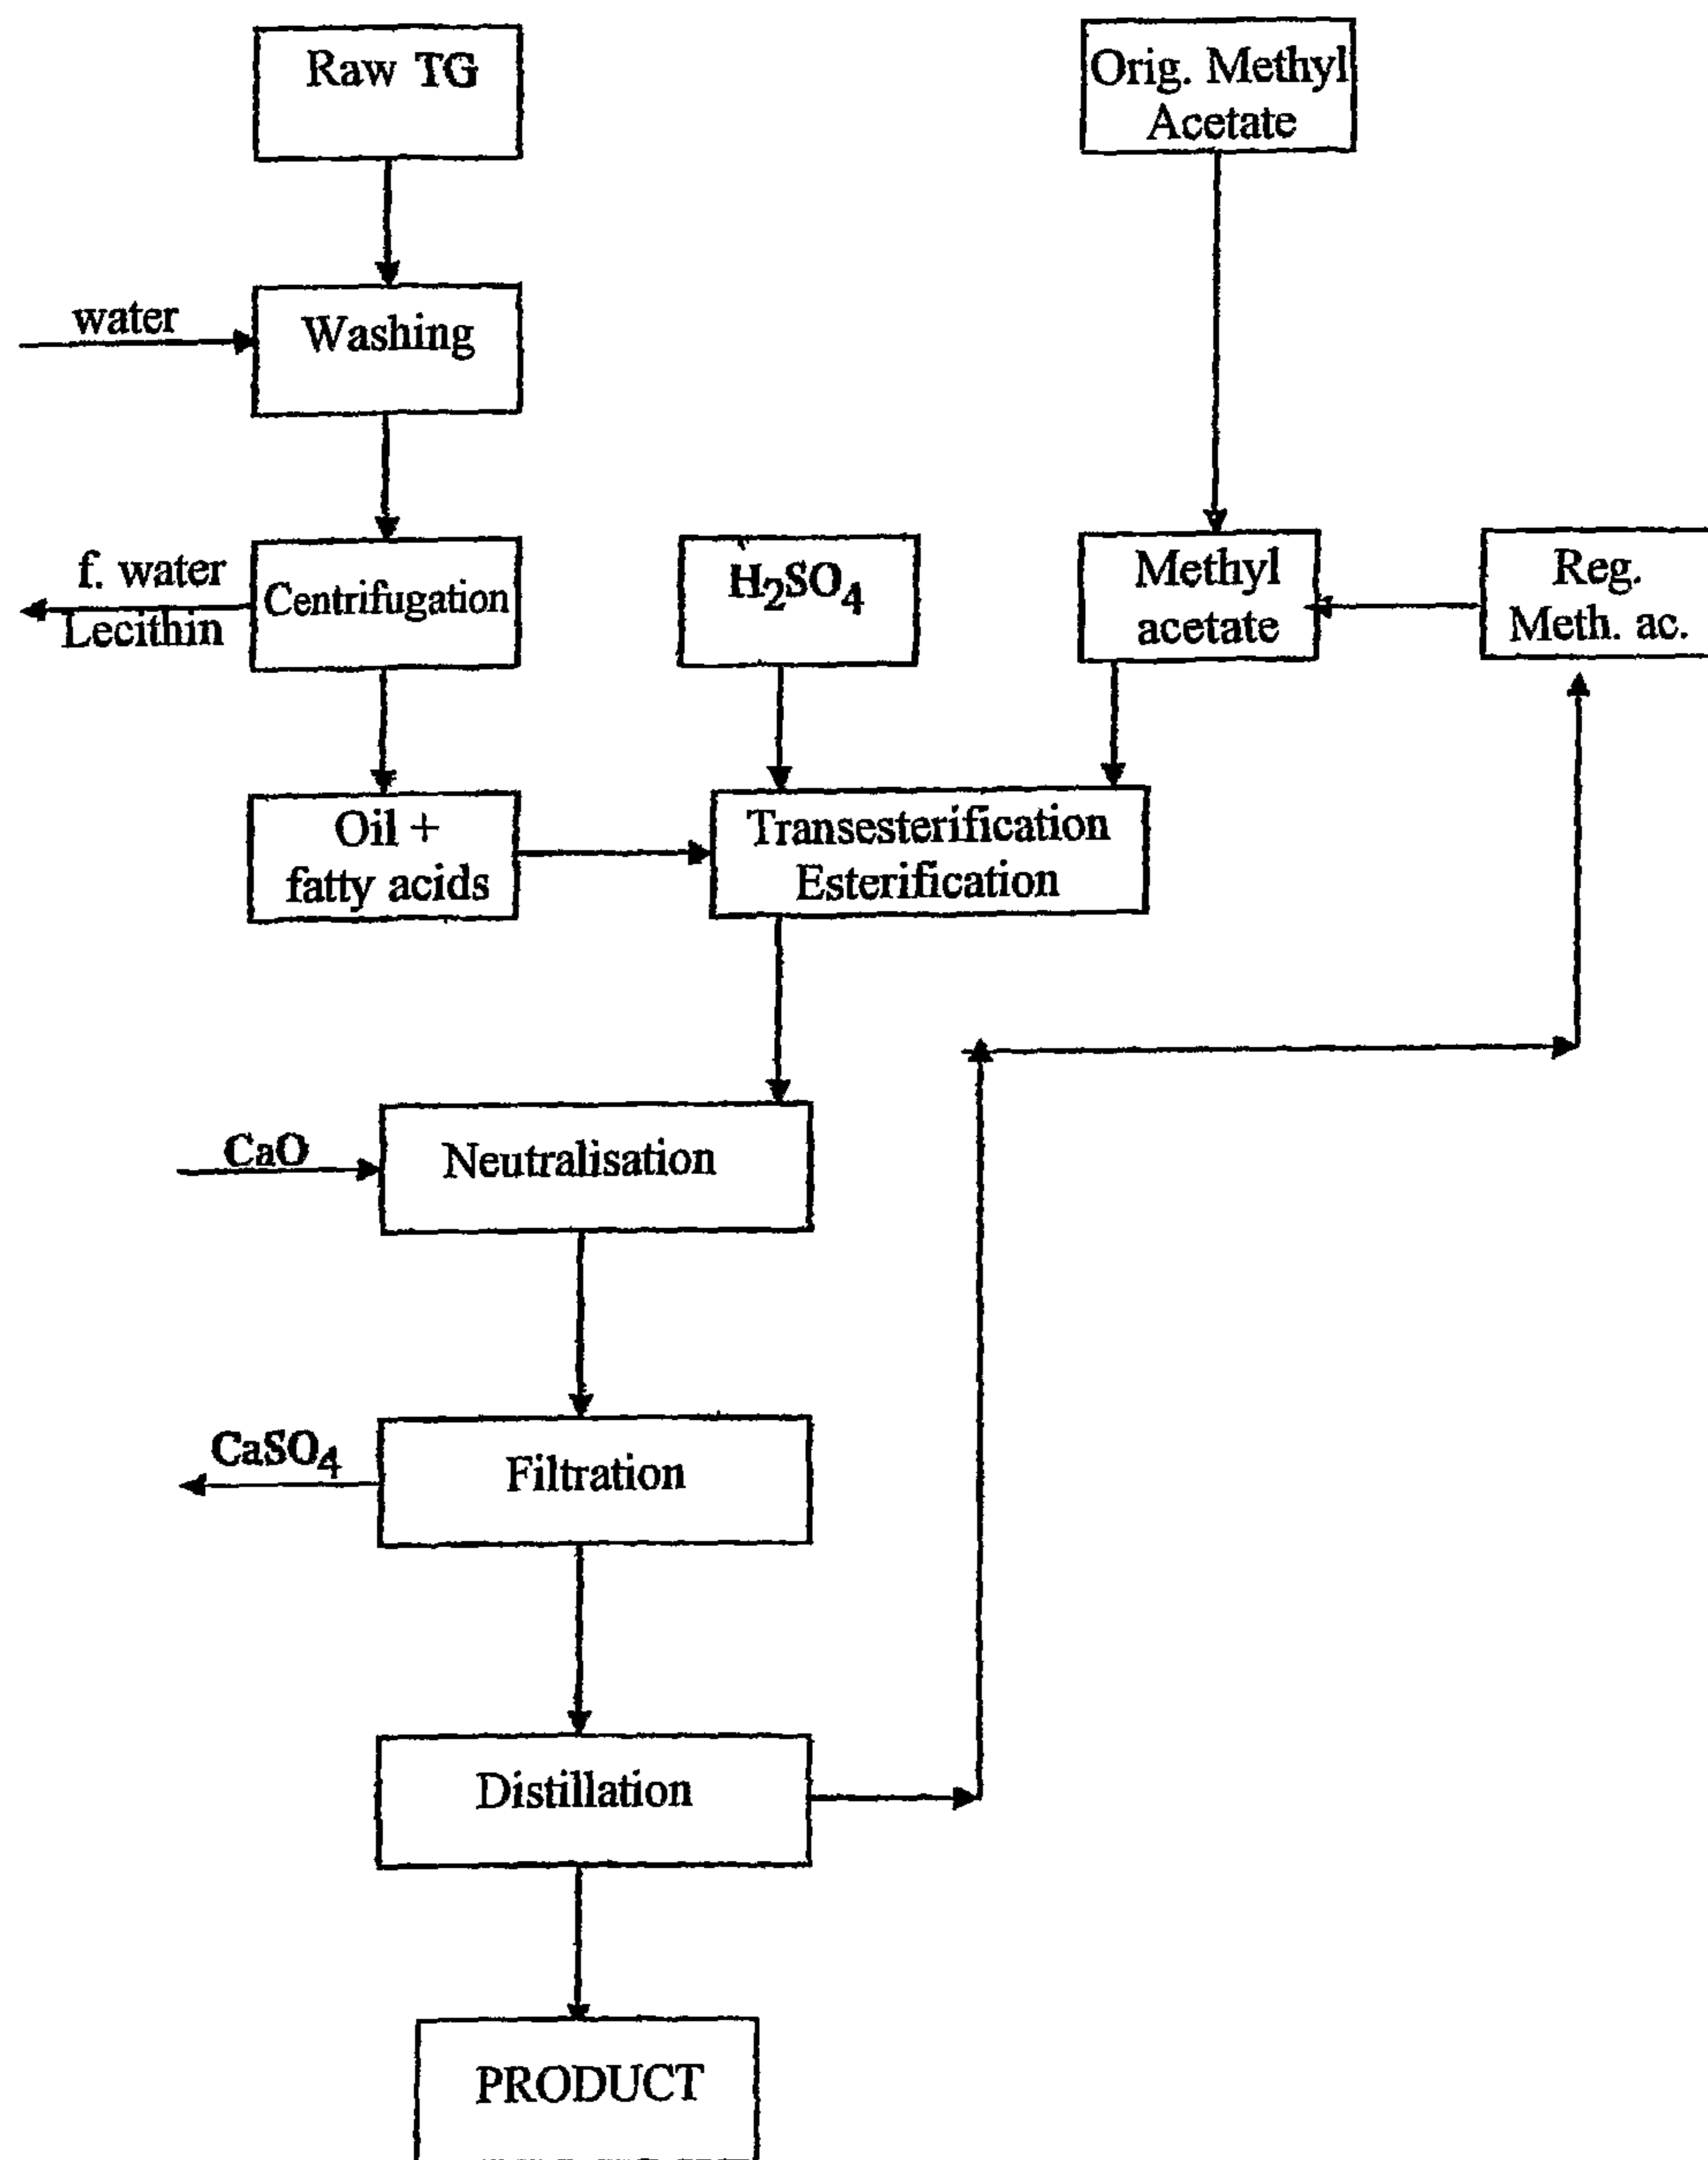 Raw TG
Orig. Methyl
Acetate
water
Washing
f. water
Lecithin
Centrifugation
H2SO4
Methyl
acetate
Reg.
Meth. ac.
Oil +
fatty acids
Transesterification
Esterification
CaO
Neutralisation
CaSO4
Filtration
Distillation
PRODUCT